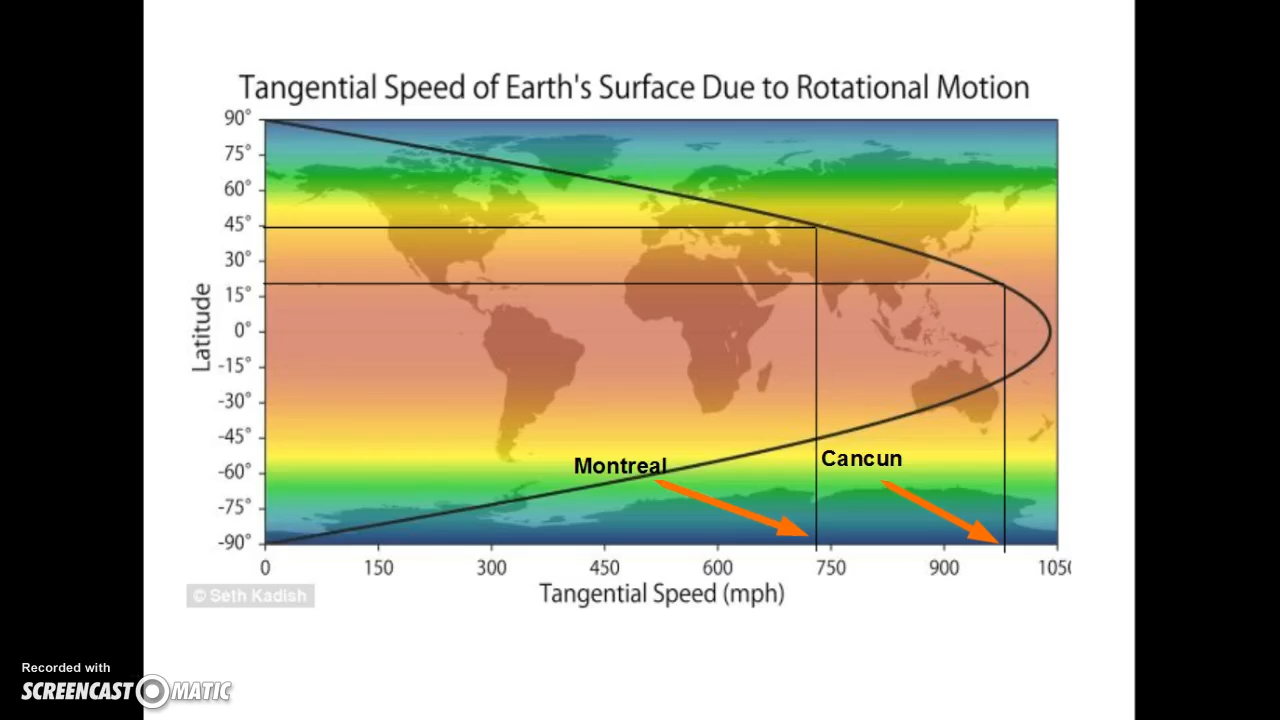 Tangential Speed of Earth's Surface Due to Rotational Motion
90°
75°
60°
45°
30°
15°
0°
-15°
-30°
-45°
-60°
-75°
-90°
Latitude
Montreal
Cancun
0 150 300 450 600 750 900 1050
Tangential Speed (mph)
© Seth Kadish
Recorded with
SCREENCAST-O-MATIC